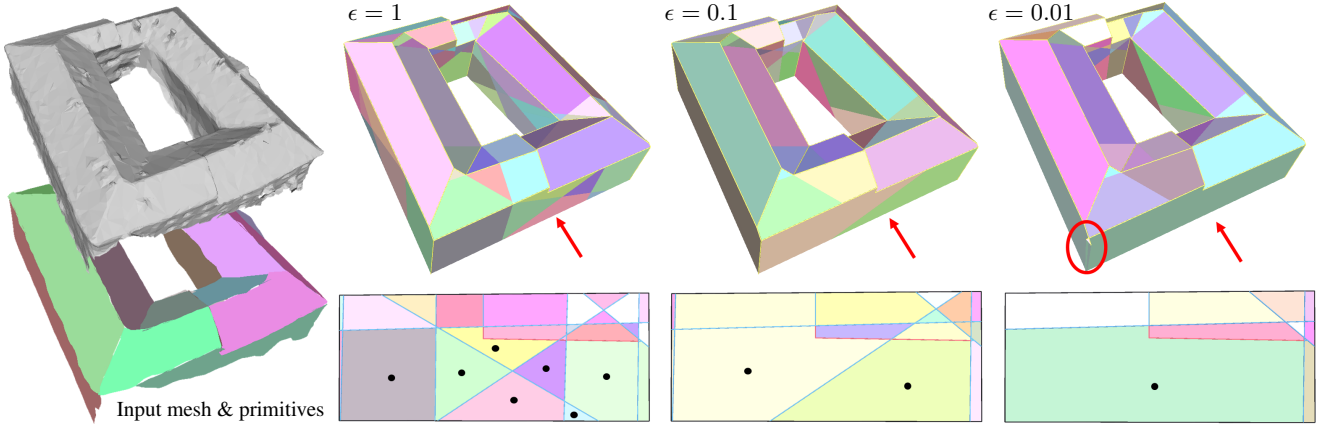 ϵ = 1
ϵ = 0.1
ϵ = 0.01
Input mesh & primitives